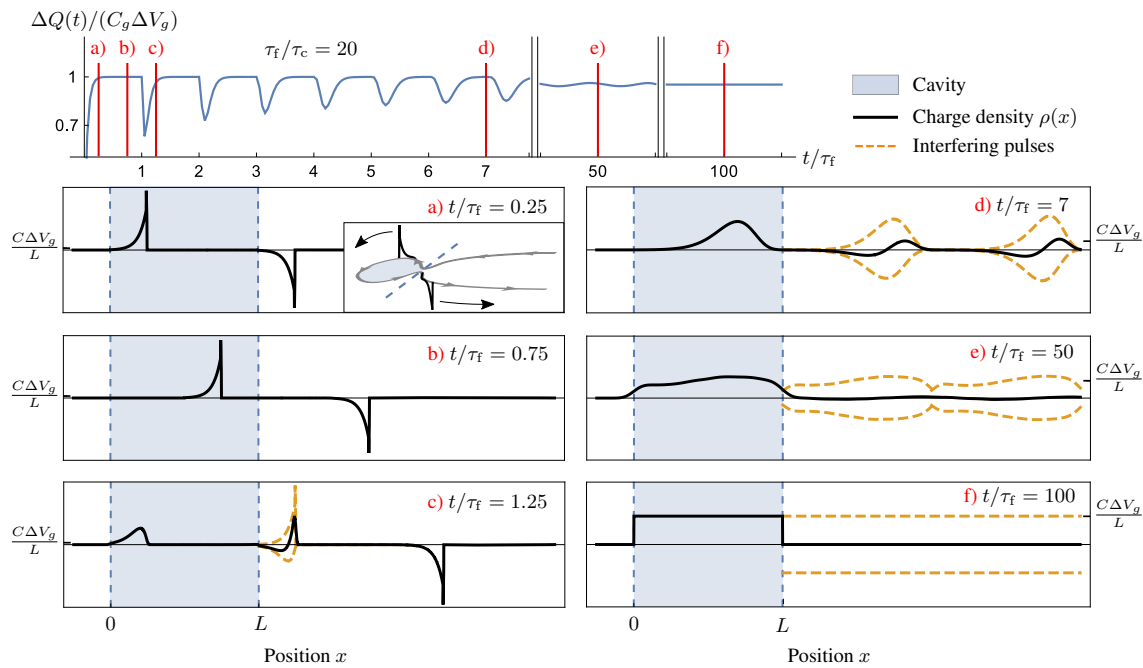 ΔQ(t)/(C_gΔV_g)
a) b) c) τ_f/τ_c = 20 d) e) f)
1
0.7
1 2 3 4 5 6 7 50 100 t/τ_f
Cavity
Charge density ρ(x)
Interfering pulses
a) t/τ_f = 0.25
CΔV_g/L
b) t/τ_f = 0.75
CΔV_g/L
c) t/τ_f = 1.25
CΔV_g/L
0 L
Position x
d) t/τ_f = 7
CΔV_g/L
e) t/τ_f = 50
CΔV_g/L
f) t/τ_f = 100
CΔV_g/L
0 L
Position x